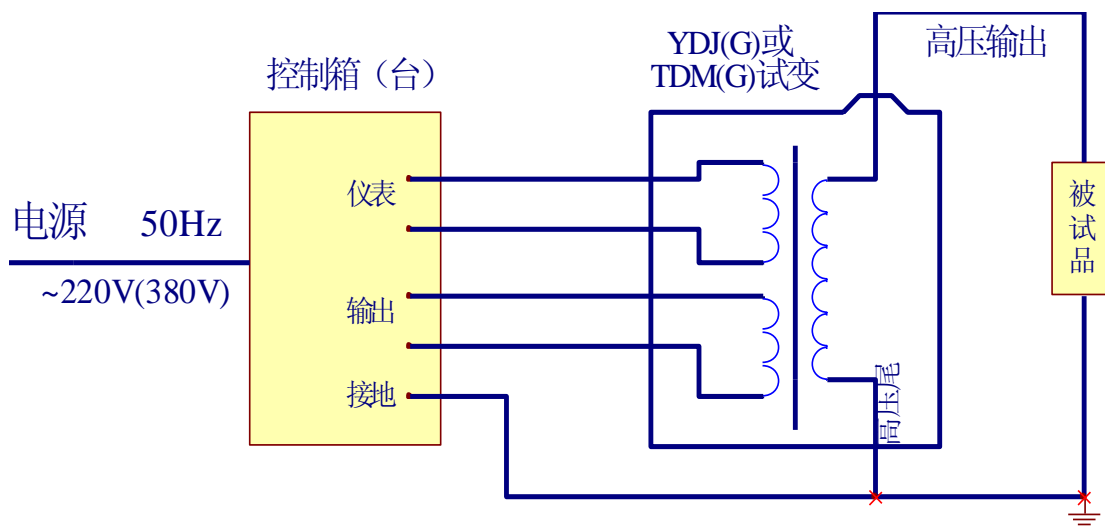 YDJ(G)或
TDM(G)试变
高压输出
控制箱（台）
仪表
被试品
电源 50Hz
~220V(380V)
输出
接地
高压尾